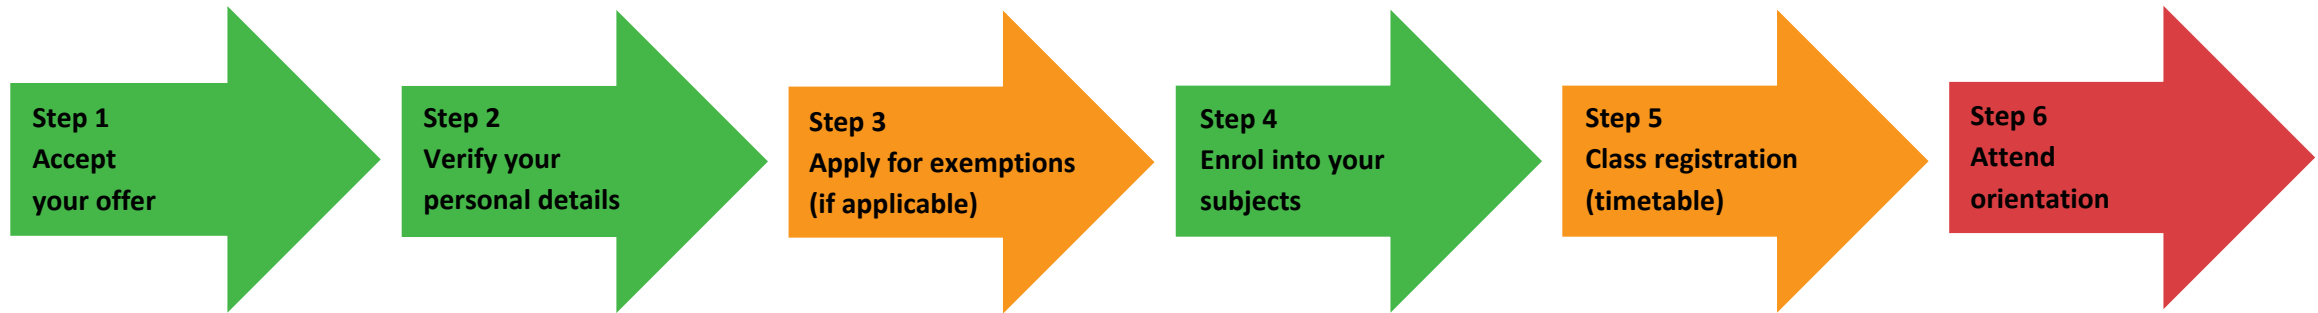 Step 1
Accept
your offer
Step 2
Verify your
personal details
Step 3
Apply for exemptions
(if applicable)
Step 4
Enrol into your
subjects
Step 5
Class registration
(timetable)
Step 6
Attend
orientation